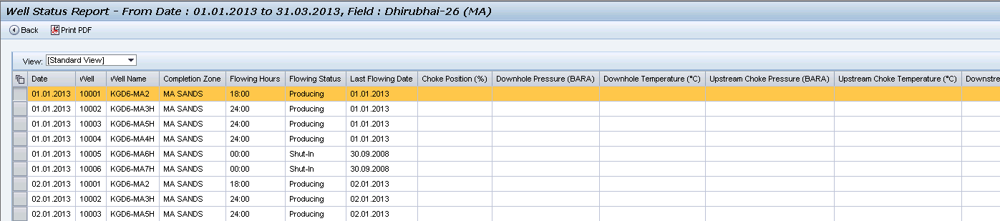 Well Status Report - From Date : 01.01.2013 to 31.03.2013, Field : Dhirubhai-26 (MA)
Back Print PDF
View: [Standard View]
Date Well Well Name Completion Zone Flowing Hours Flowing Status Last Flowing Date Choke Position (%) Downhole Pressure (BARA) Downhole Temperature (°C) Upstream Choke Pressure (BARA) Upstream Choke Temperature (°C) Downstre
01.01.2013 10001 KGD6-MA2 MA SANDS 18:00 Producing 01.01.2013
01.01.2013 10002 KGD6-MA3H MA SANDS 24:00 Producing 01.01.2013
01.01.2013 10003 KGD6-MA5H MA SANDS 24:00 Producing 01.01.2013
01.01.2013 10004 KGD6-MA4H MA SANDS 24:00 Producing 01.01.2013
01.01.2013 10005 KGD6-MA6H MA SANDS 00:00 Shut-In 30.09.2008
01.01.2013 10006 KGD6-MA7H MA SANDS 00:00 Shut-In 30.09.2008
02.01.2013 10001 KGD6-MA2 MA SANDS 18:00 Producing 02.01.2013
02.01.2013 10002 KGD6-MA3H MA SANDS 24:00 Producing 02.01.2013
02.01.2013 10003 KGD6-MA5H MA SANDS 24:00 Producing 02.01.2013